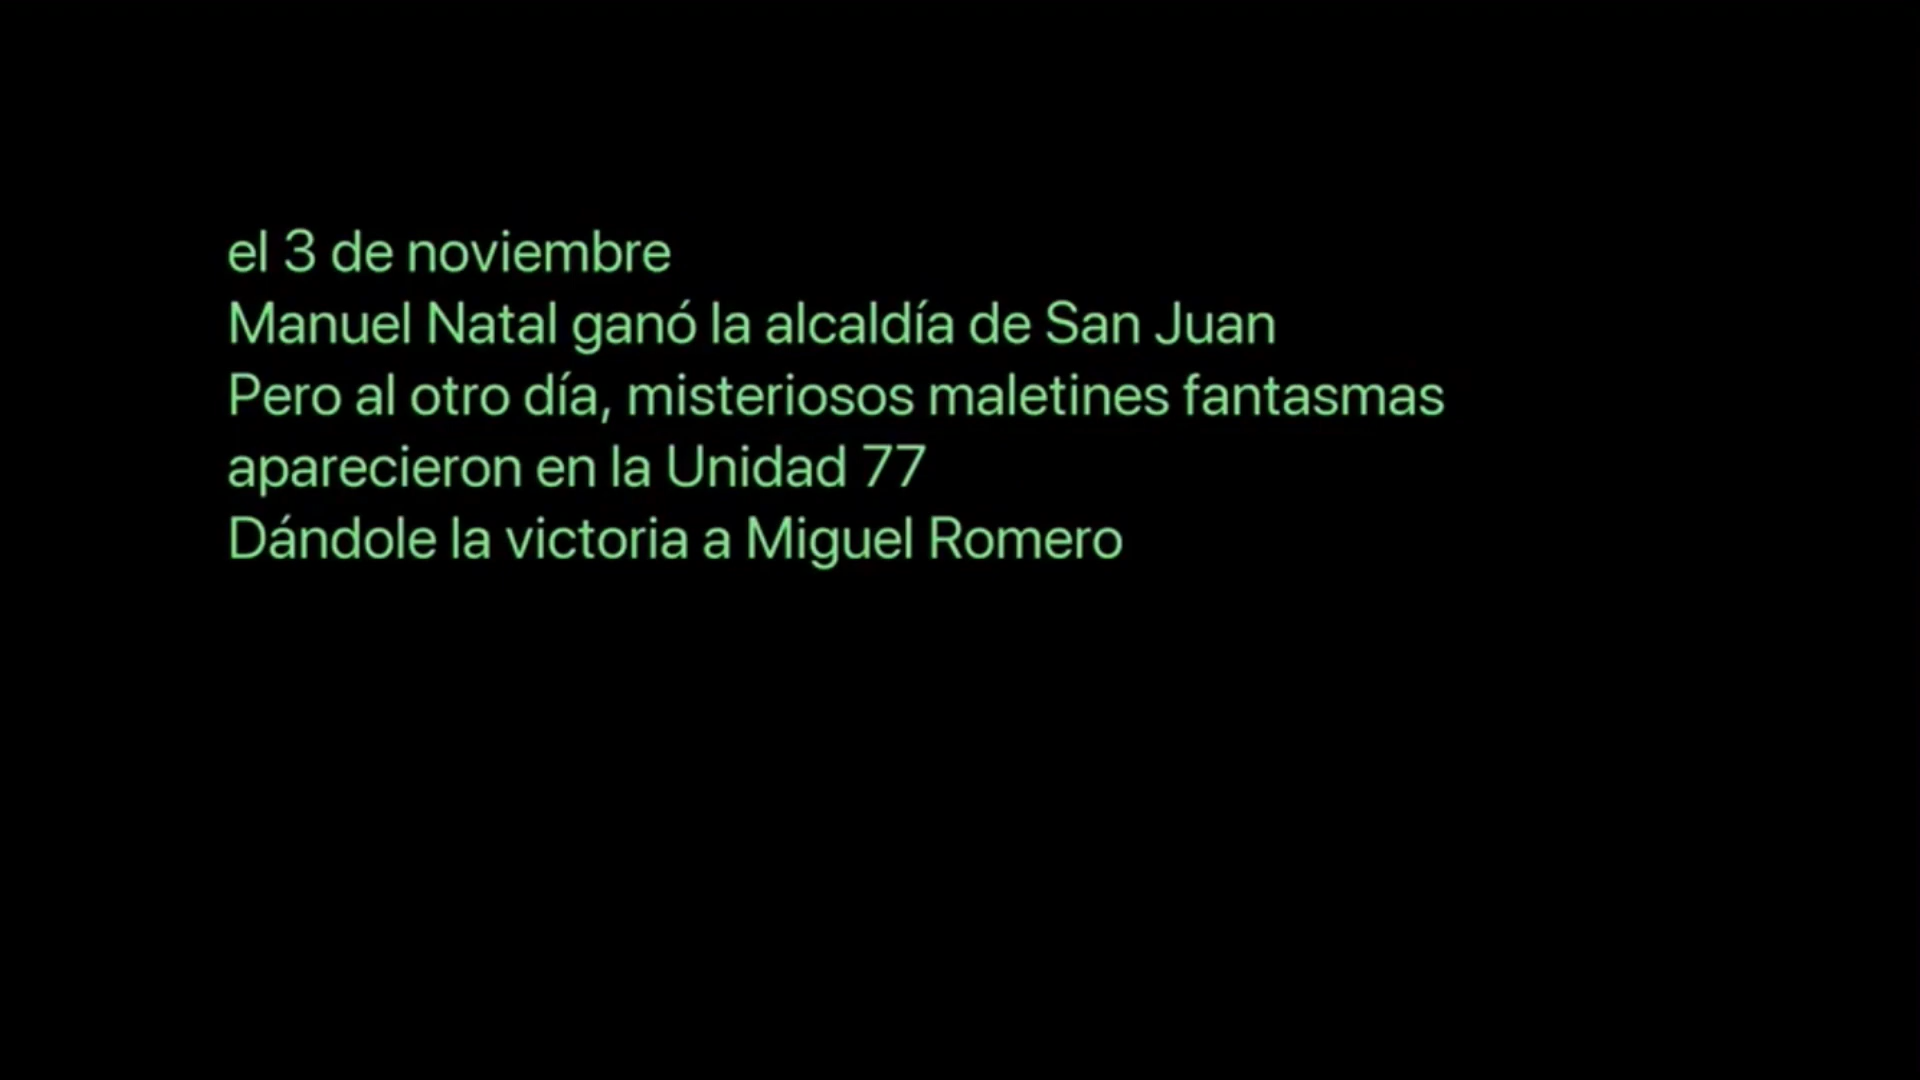 el 3 de noviembre
Manuel Natal ganó la alcaldía de San Juan
Pero al otro día, misteriosos maletines fantasmas
aparecieron en la Unidad 77
Dándole la victoria a Miguel Romero